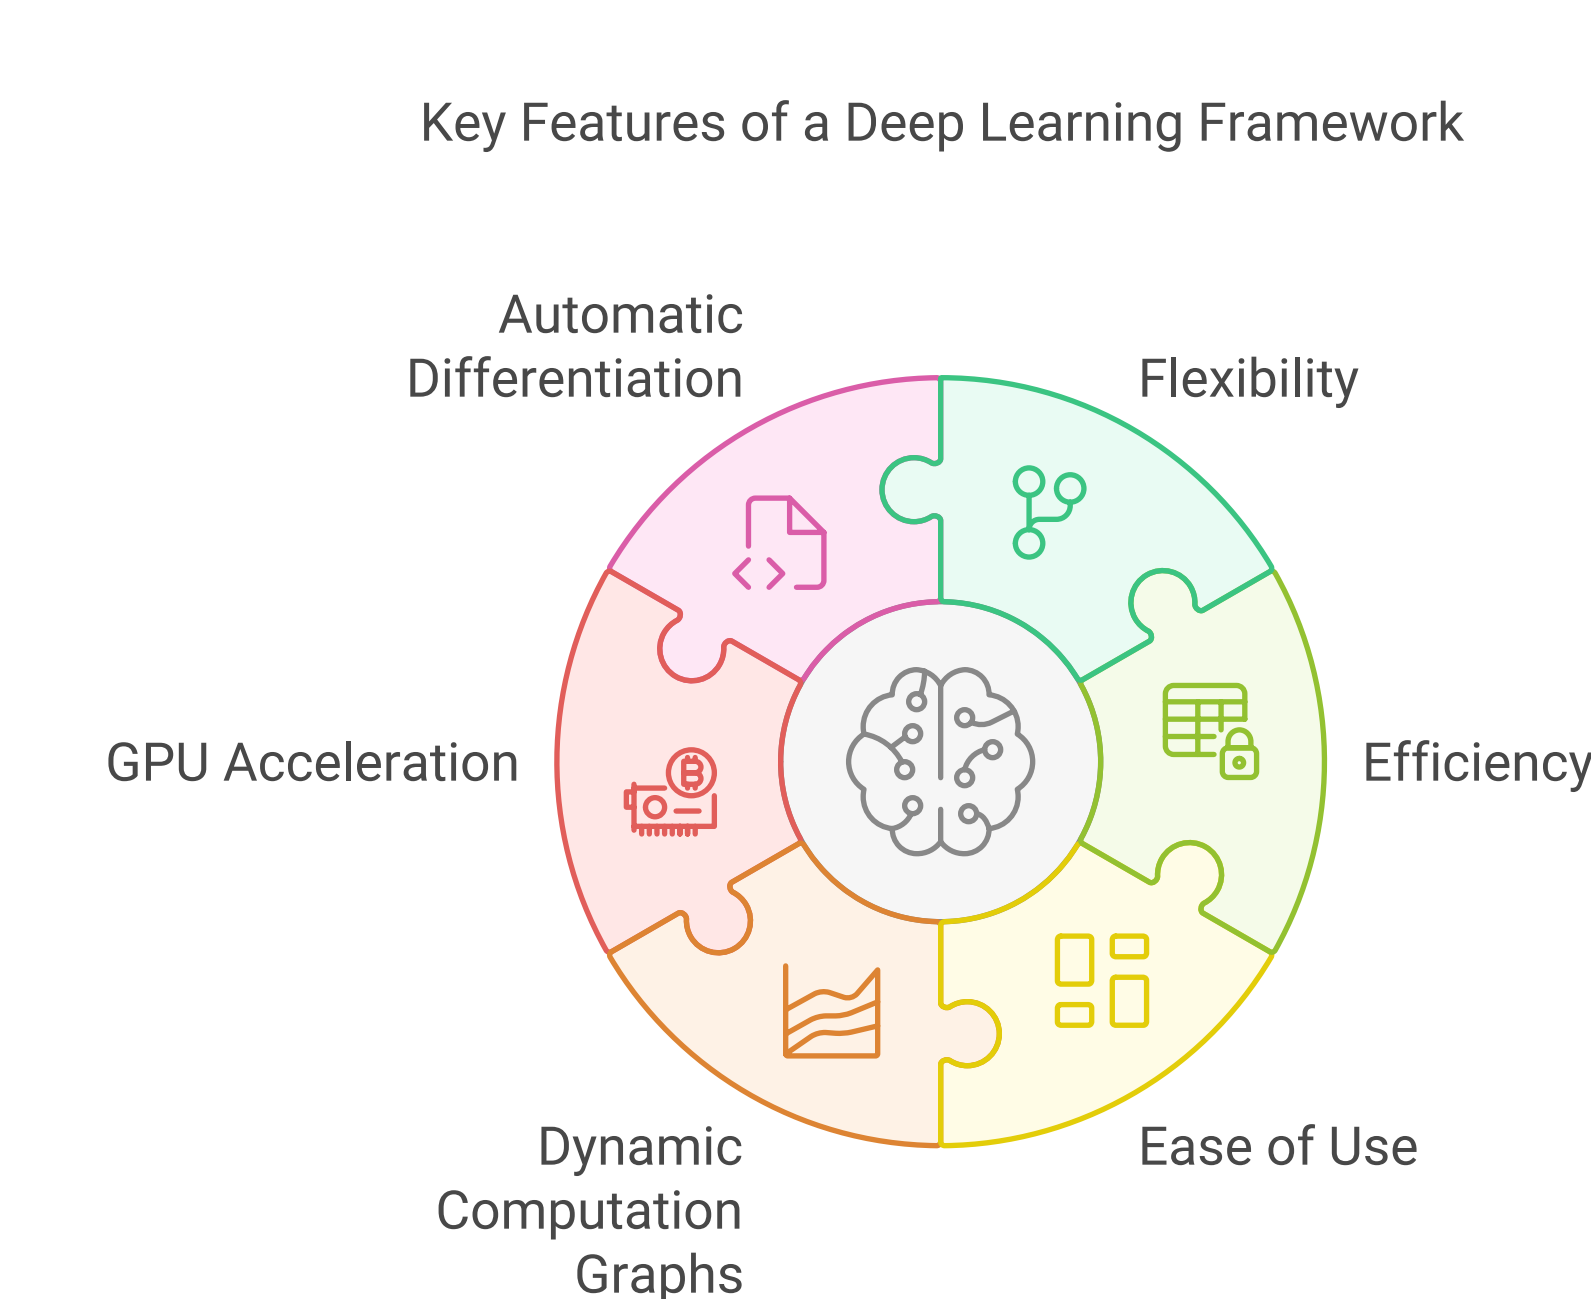 Key Features of a Deep Learning Framework
Automatic
Differentiation
Flexibility
GPU Acceleration
Efficiency
Dynamic
Computation
Graphs
Ease of Use